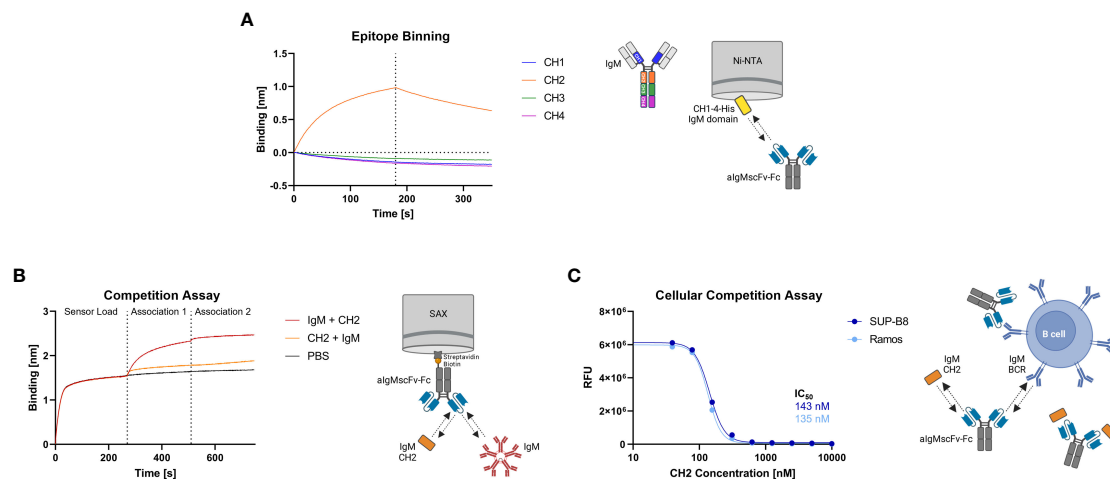 A
Epitope Binning
Binding [nm]
1.5
1.0
0.5
0.0
-0.5
0
100
200
300
Time [s]
CH1
CH2
CH3
CH4
IgM
Ni-NTA
CH1-4-His
IgM domain
aIgMscFv-Fc
B
Competition Assay
Sensor Load
Association 1
Association 2
Binding [nm]
3
2
1
0
0
200
400
600
Time [s]
IgM + CH2
CH2 + IgM
PBS
SAX
Streptavidin
Biotin
aIgMscFv-Fc
IgM
CH2
IgM
C
Cellular Competition Assay
RFU
8×10⁶
6×10⁶
4×10⁶
2×10⁶
0
10
100
1000
10000
CH2 Concentration [nM]
SUP-B8
Ramos
IC₅₀
143 nM
135 nM
B cell
IgM
CH2
IgM
BCR
aIgMscFv-Fc